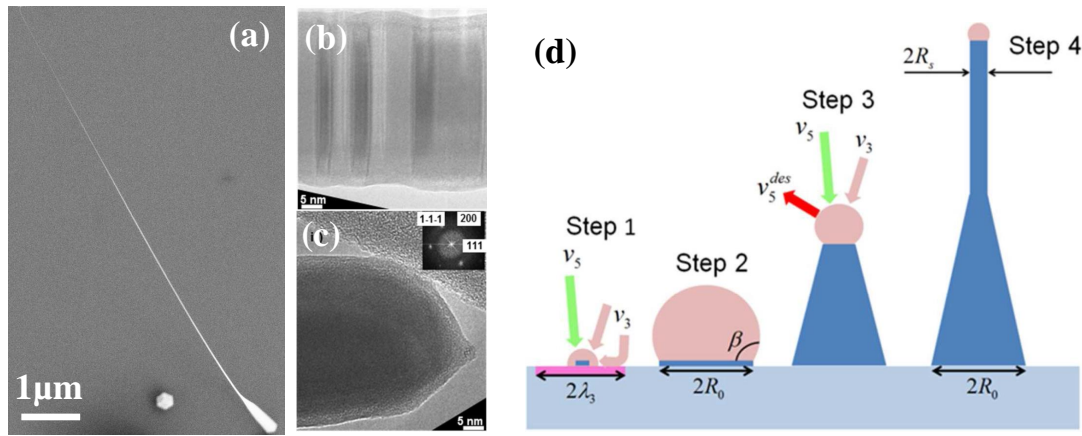 (a)
1μm
(b)
5 nm
(c)
1-1-1
200
111
5 nm
(d)
Step 1
v₅
v₃
2λ₃
Step 2
β
2R₀
Step 3
v₅
v₃
v₅ᵈᵉˢ
Step 4
2Rₛ
2R₀